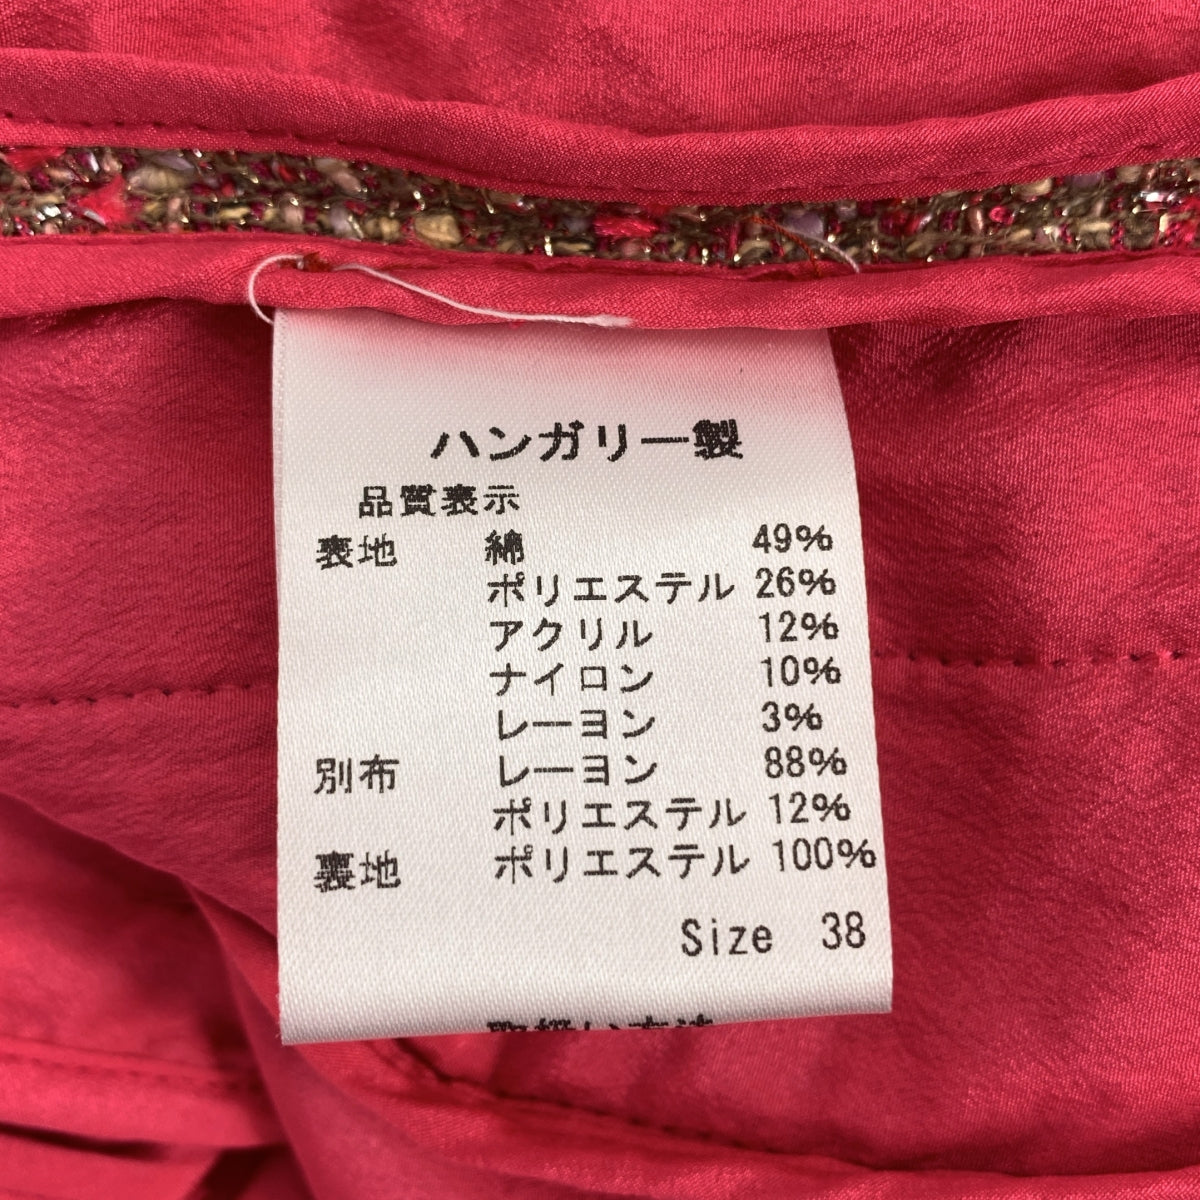 ハンガリー製
品質表示
表地 綿 49%
ポリエステル 26%
アクリル 12%
ナイロン 10%
レーヨン 3%
別布 レーヨン 88%
ポリエステル 12%
裏地 ポリエステル 100%
Size 38